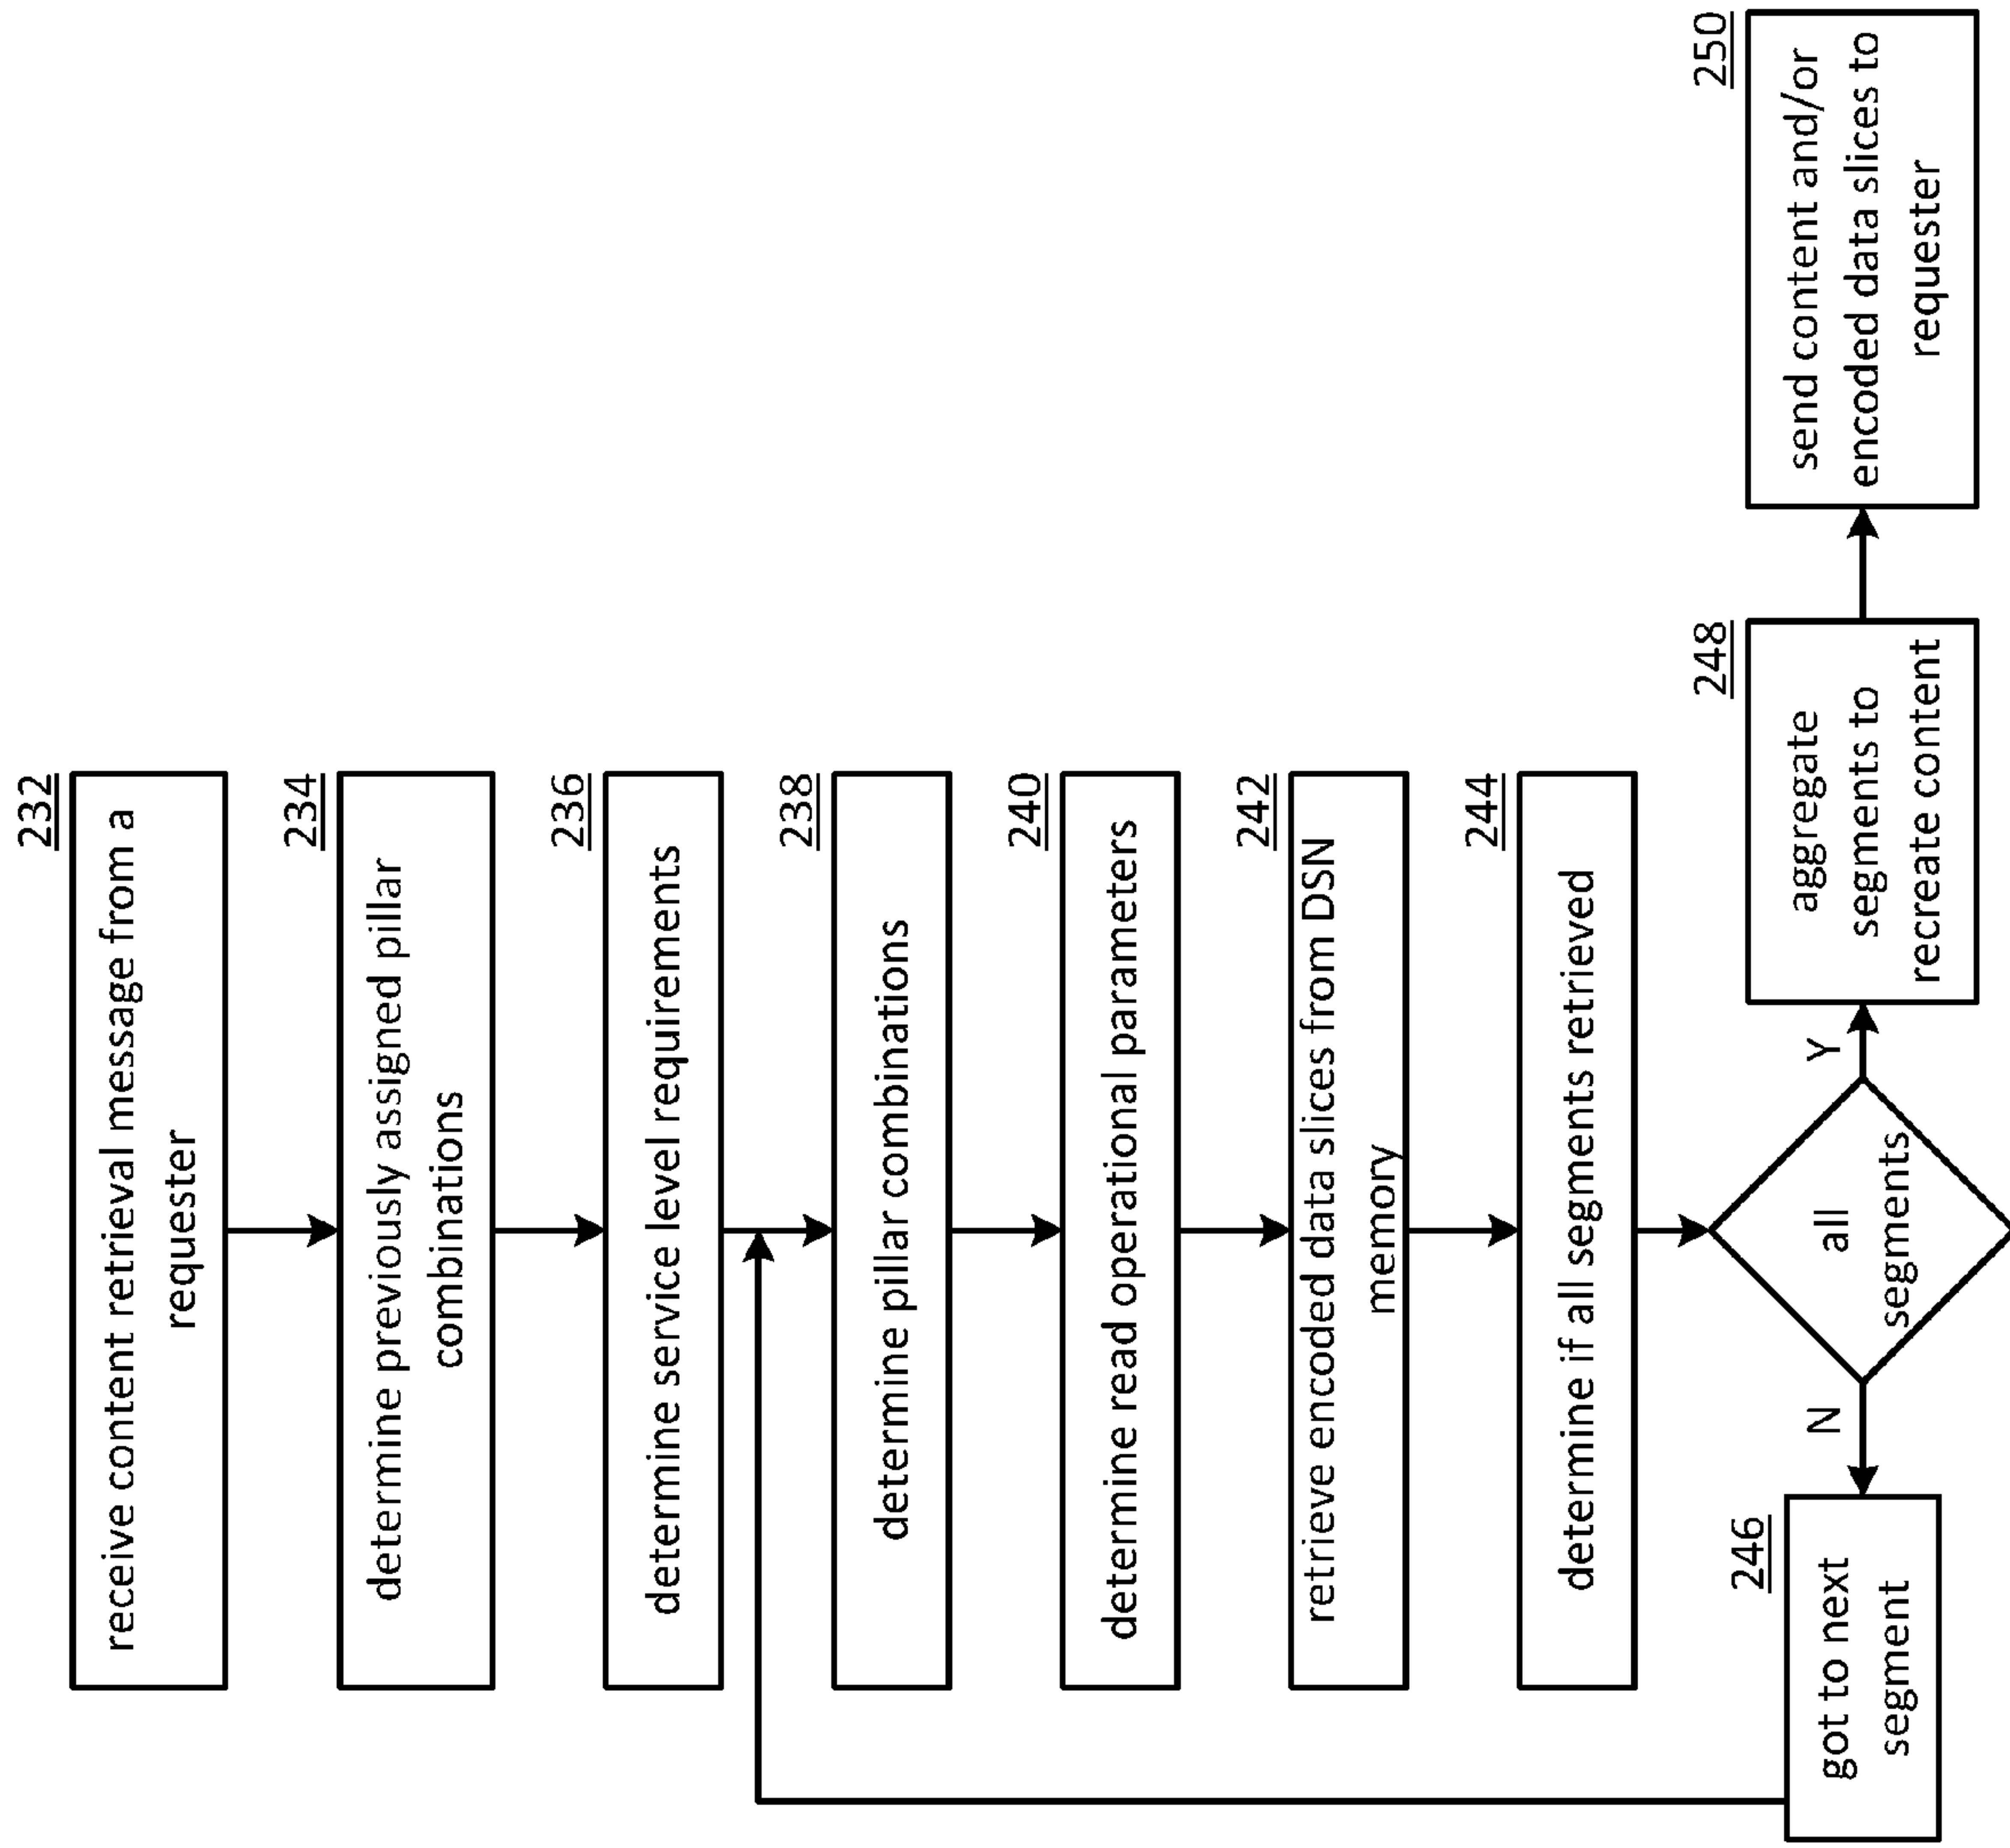 232
receive content retrieval message from a
requester
234
determine previously assigned pillar
combinations
236
determine service level requirements
238
determine pillar combinations
240
determine read operational parameters
242
retrieve encoded data slices from DSN
memory
244
determine if all segments retrieved
all
segments
N
Y
246
got to next
segment
248
aggregate
segments to
recreate content
250
send content and/or
encoded data slices to
requester